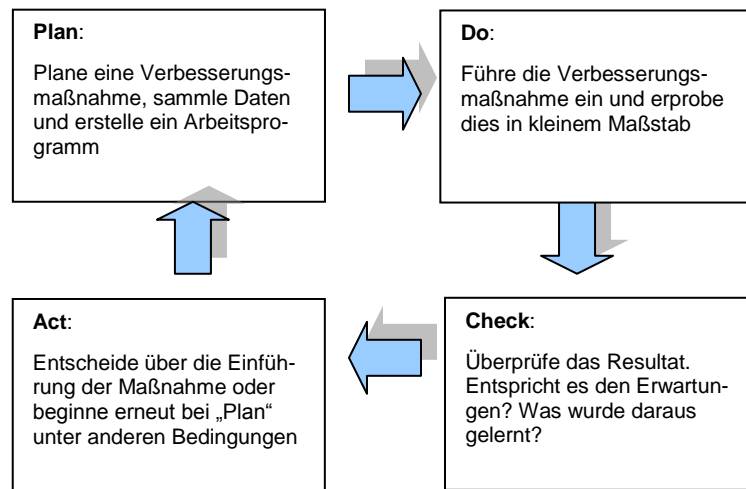 Plan:
Plane eine Verbesserungs-
maßnahme, sammle Daten
und erstelle ein Arbeitspro-
gramm
Do:
Führe die Verbesserungs-
maßnahme ein und erprobe
dies in kleinem Maßstab
Check:
Überprüfe das Resultat.
Entspricht es den Erwartun-
gen? Was wurde daraus
gelernt?
Act:
Entscheide über die Einfüh-
rung der Maßnahme oder
beginne erneut bei „Plan“
unter anderen Bedingungen